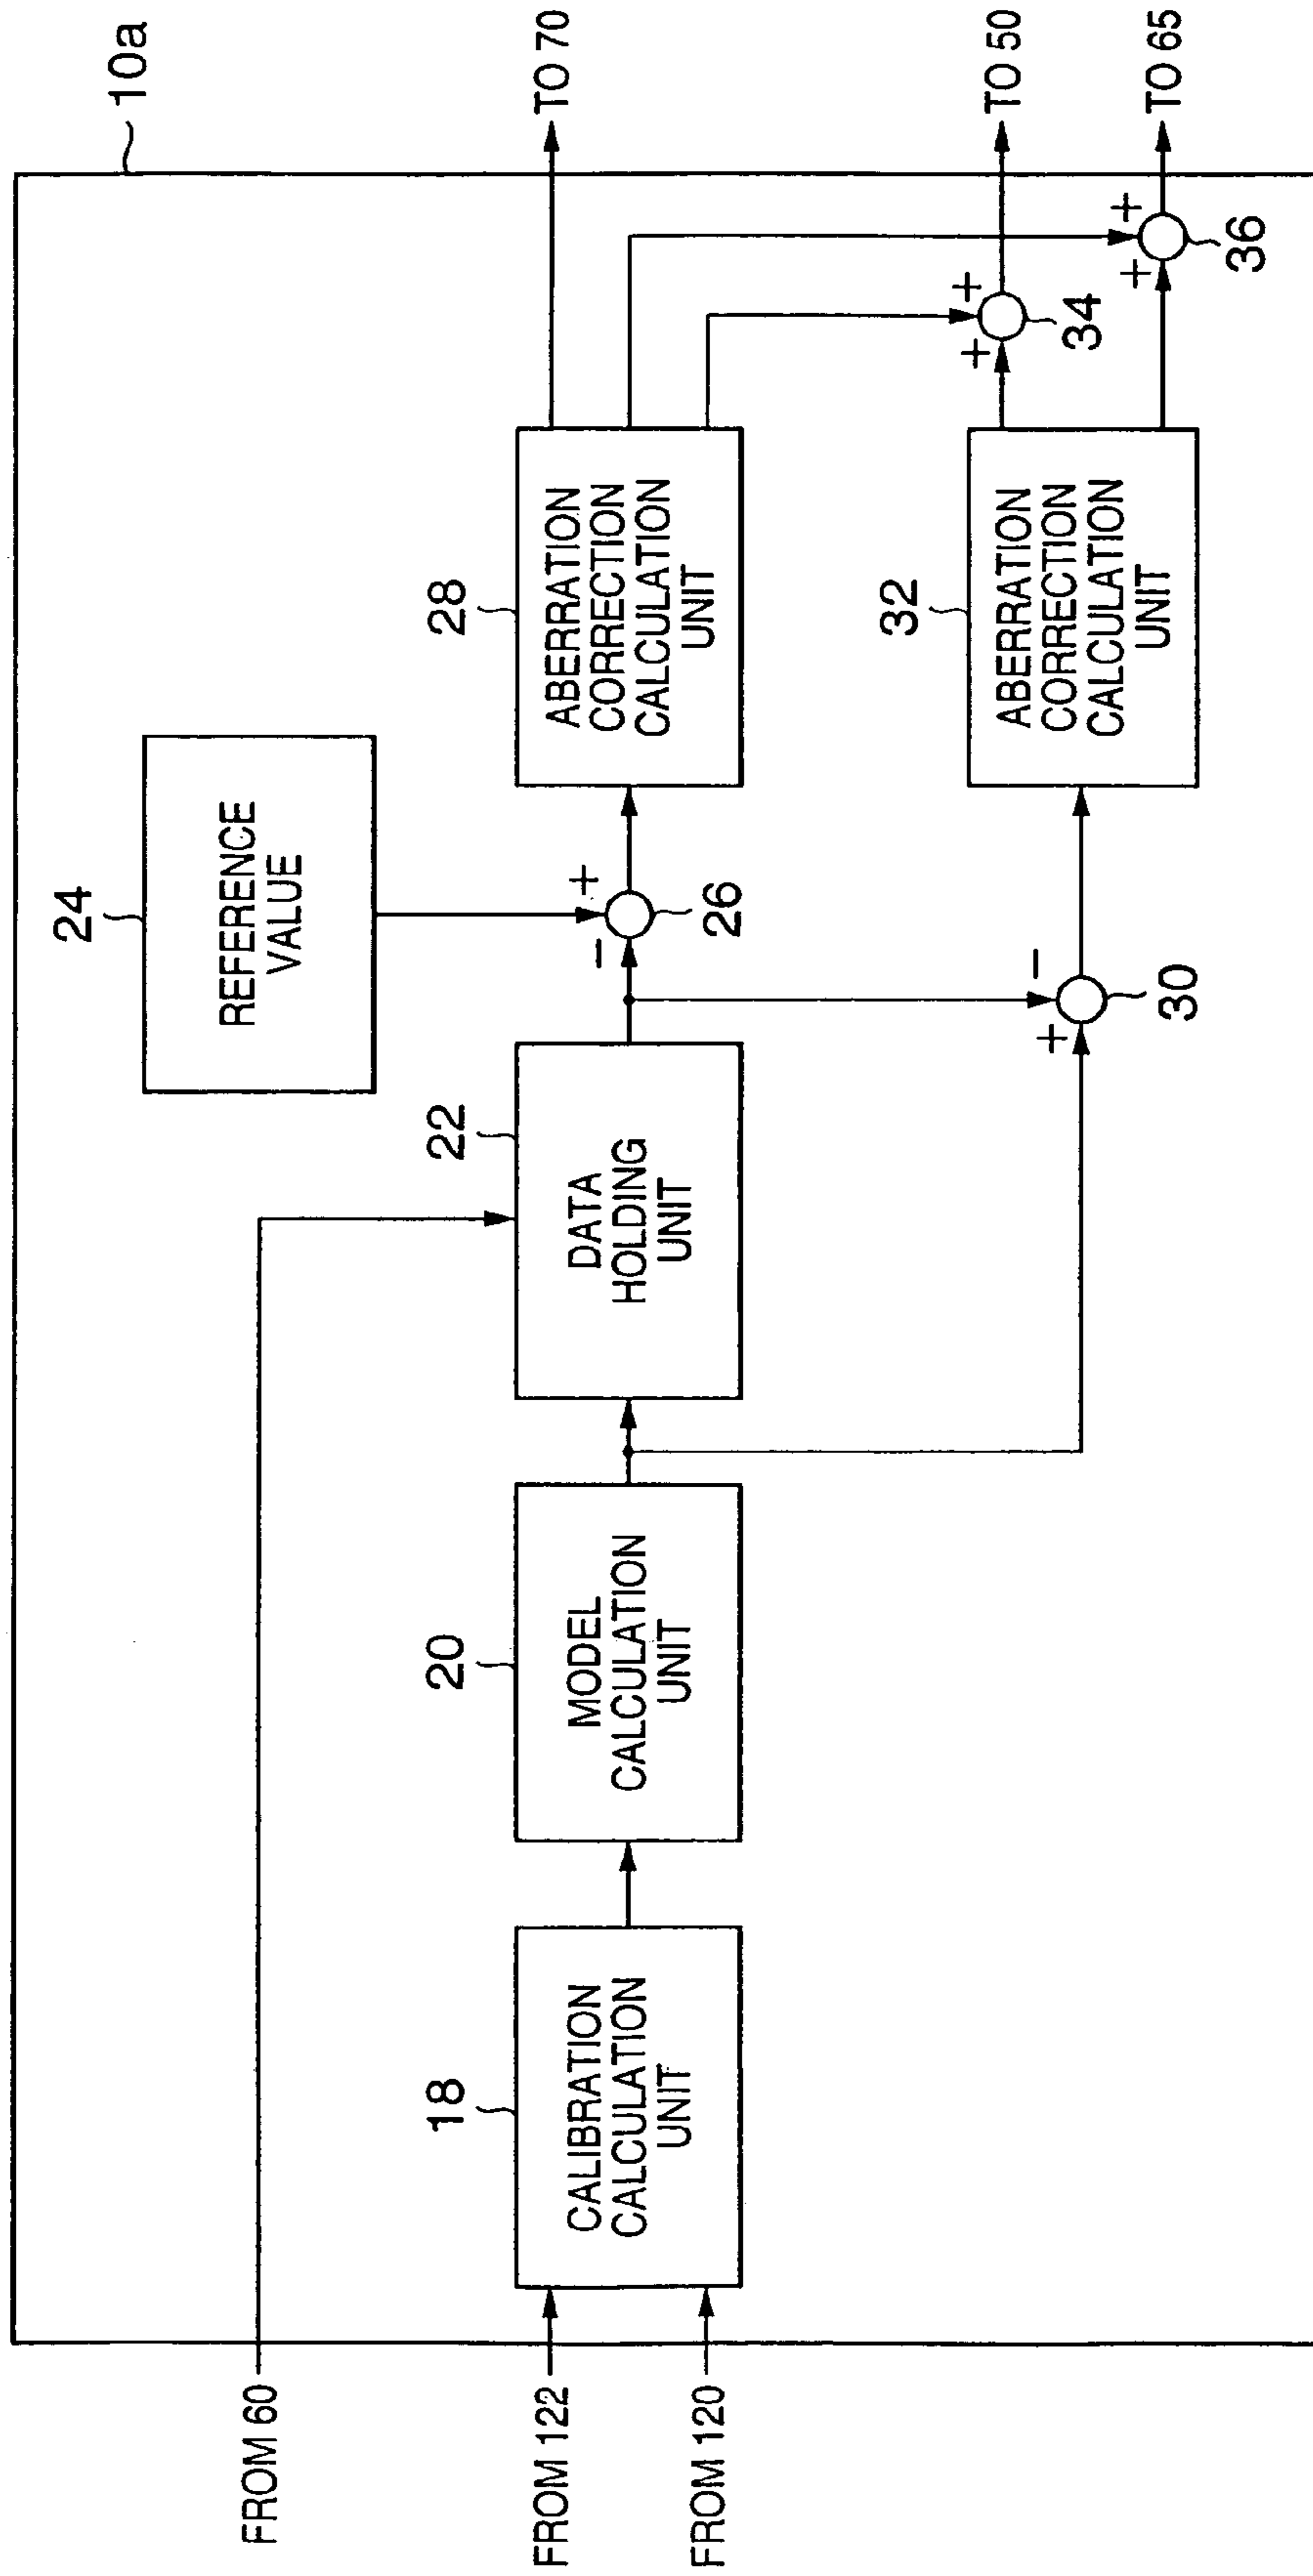 10a
FROM 60
FROM 122
FROM 120
18
CALIBRATION
CALCULATION
UNIT
20
MODEL
CALCULATION
UNIT
22
DATA
HOLDING
UNIT
24
REFERENCE
VALUE
−
+
26
+
−
30
28
ABERRATION
CORRECTION
CALCULATION
UNIT
32
ABERRATION
CORRECTION
CALCULATION
UNIT
+
+
34
+
+
36
TO 70
TO 50
TO 65